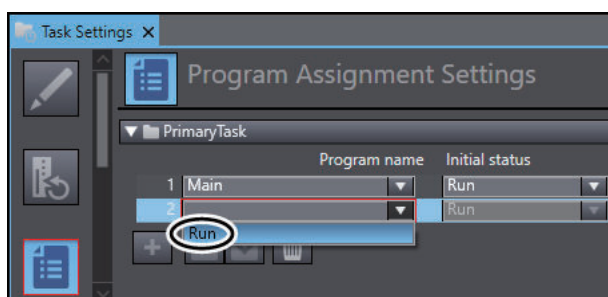 Task Settings
Program Assignment Settings
PrimaryTask
Program name Initial status
1 Main Run
2 Run
Run